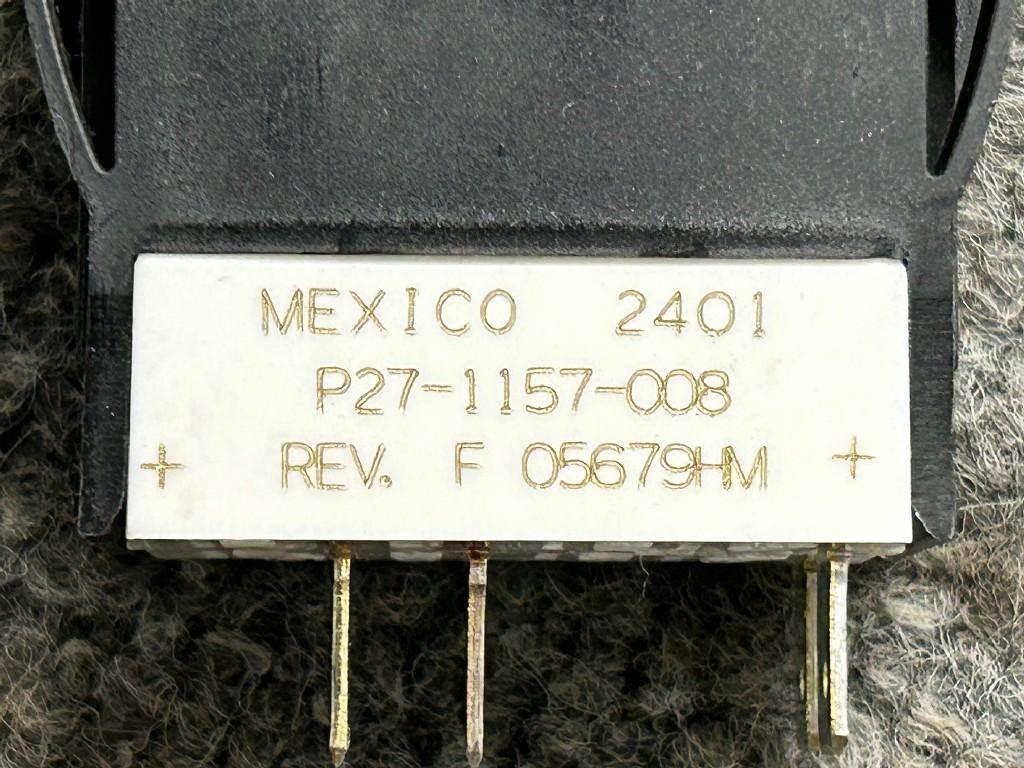 MEXICO 2401
P27-1157-008
+ REV. F 05679HM +